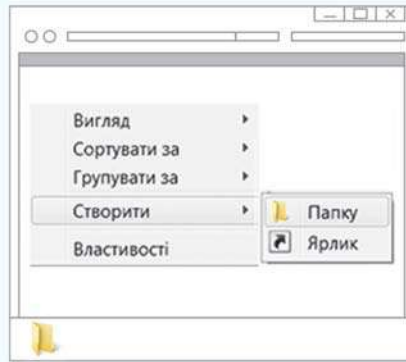 Вигляд
Сортувати за
Групувати за
Створити
Папку
Ярлик
Властивості